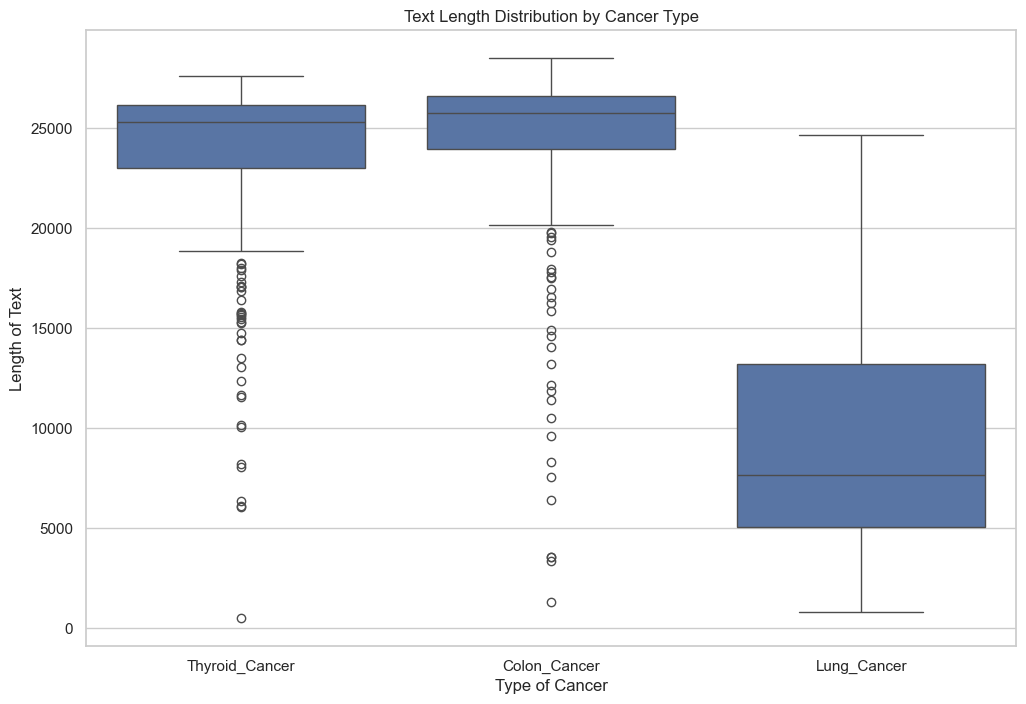 Text Length Distribution by Cancer Type
Length of Text
25000
20000
15000
10000
5000
0
Thyroid_Cancer
Colon_Cancer
Lung_Cancer
Type of Cancer